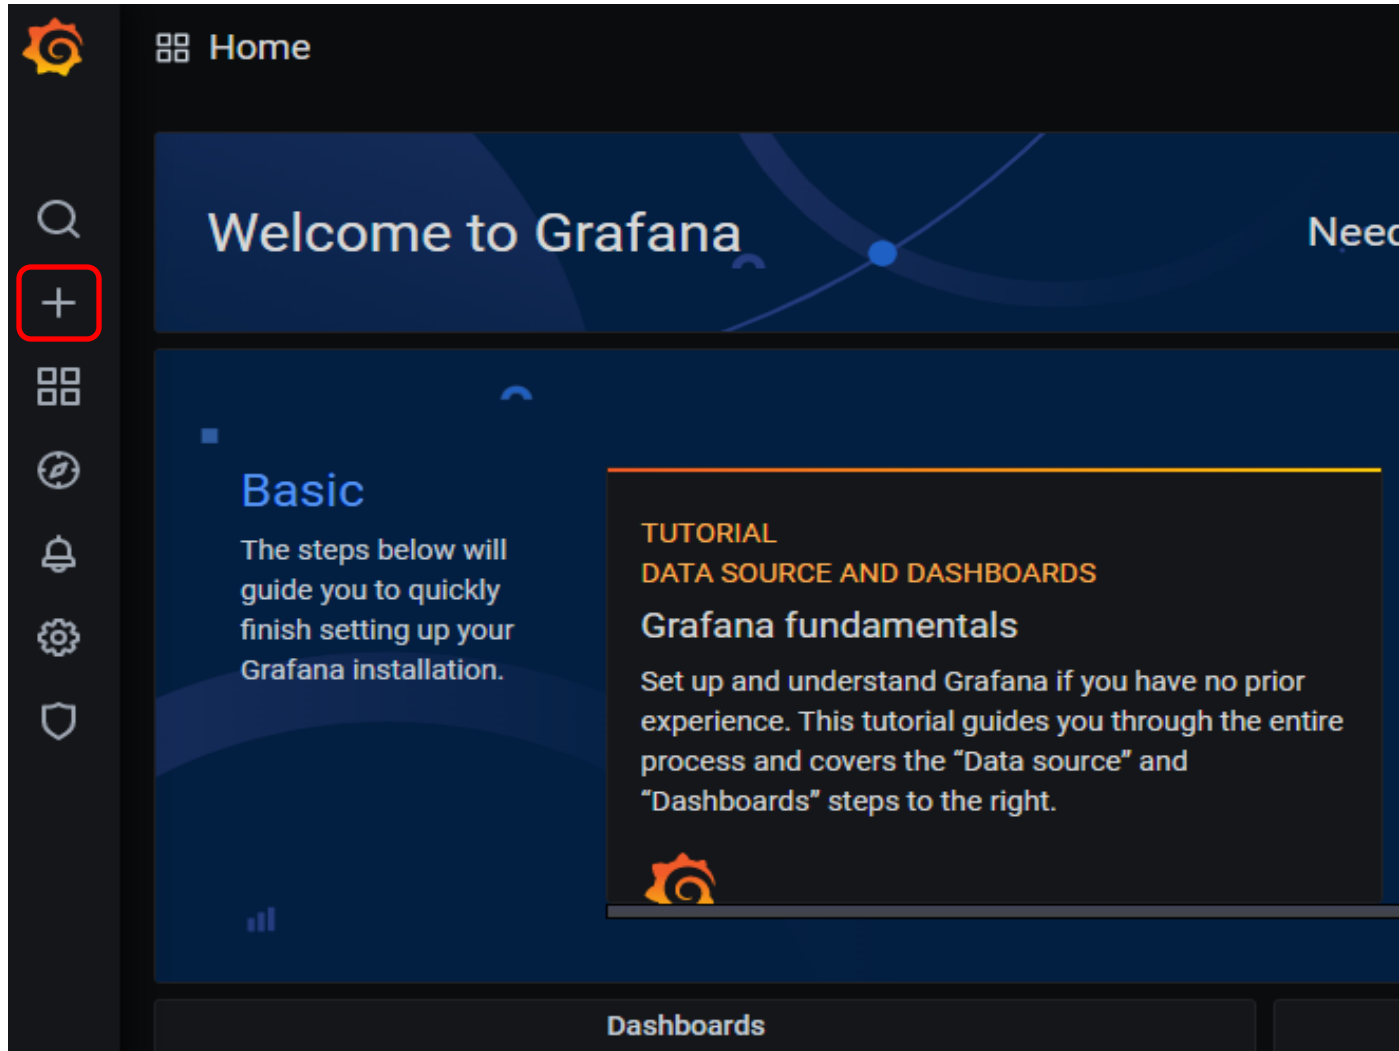 Home
Welcome to Grafana
Basic
The steps below will
guide you to quickly
finish setting up your
Grafana installation.
TUTORIAL
DATA SOURCE AND DASHBOARDS
Grafana fundamentals
Set up and understand Grafana if you have no prior
experience. This tutorial guides you through the entire
process and covers the “Data source” and
“Dashboards” steps to the right.
Dashboards